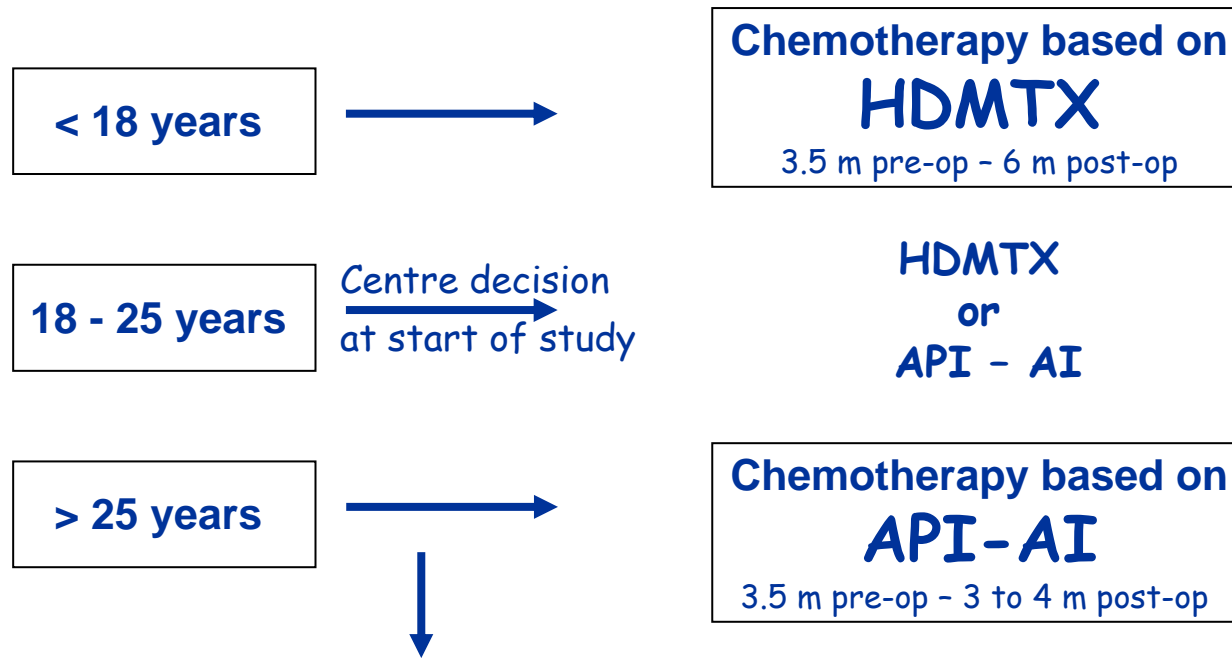 < 18 years
Chemotherapy based on
HDMTX
3.5 m pre-op – 6 m post-op
18 - 25 years
Centre decision
at start of study
HDMTX
or
API – AI
> 25 years
Chemotherapy based on
API-AI
3.5 m pre-op – 3 to 4 m post-op